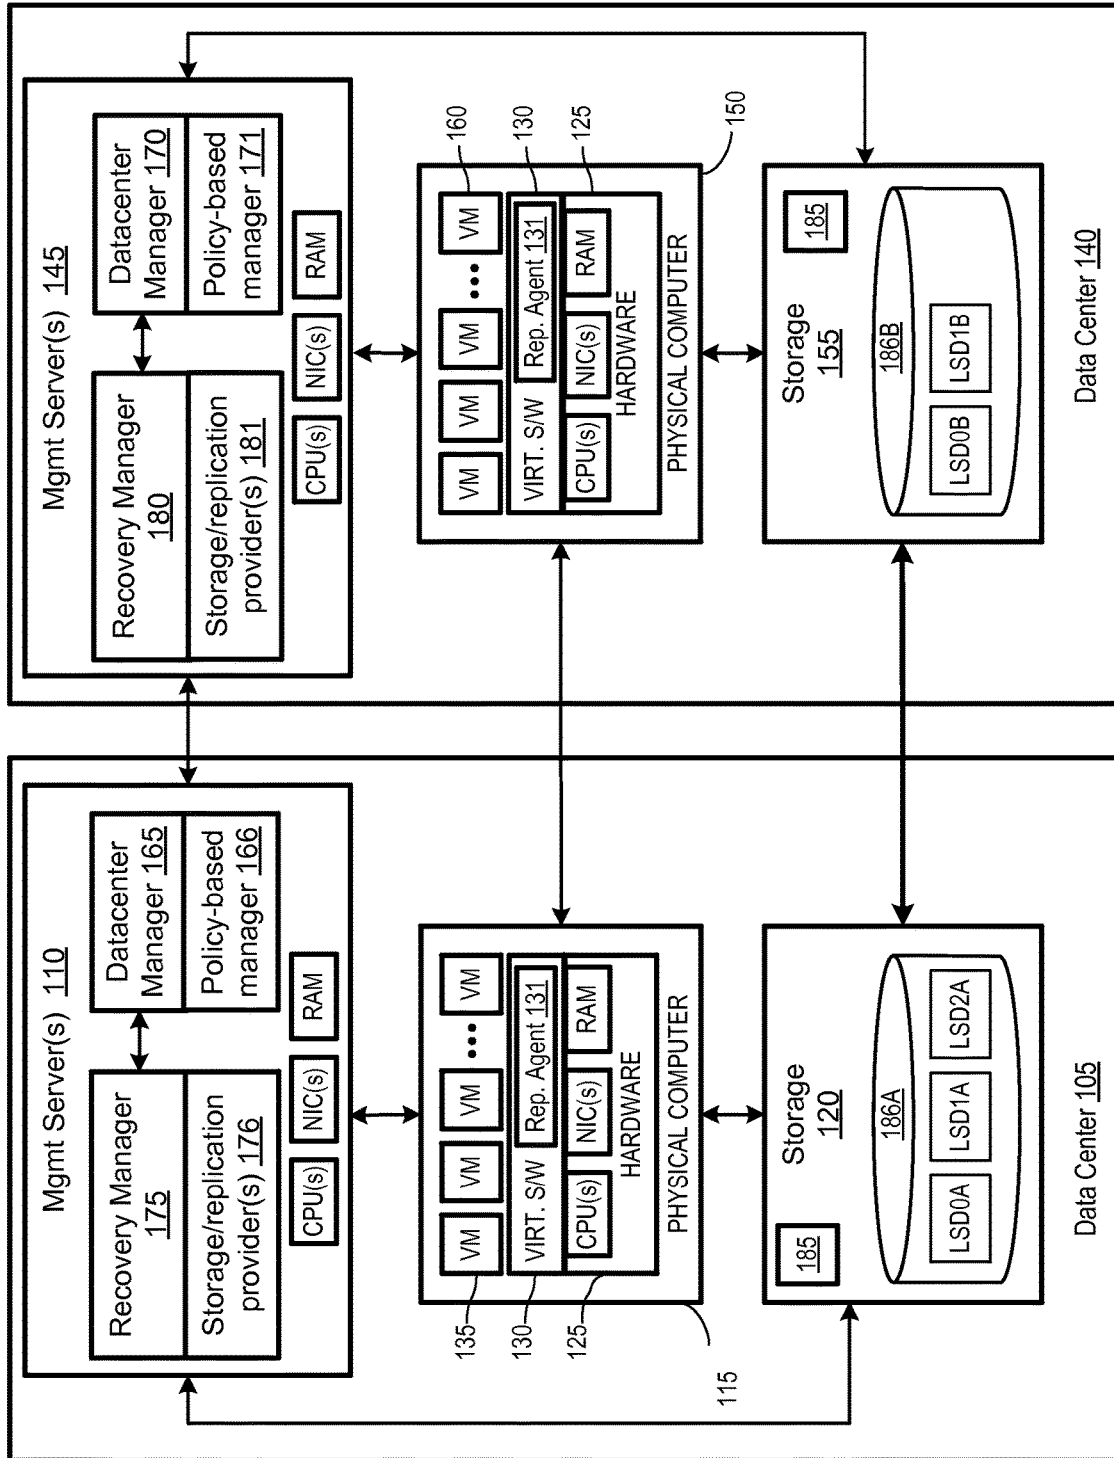 Mgmt Server(s) 110
Recovery Manager
175
Storage/replication
provider(s) 176
Datacenter
Manager 165
Policy-based
manager 166
CPU(s)
NIC(s)
RAM
135
VM
VM
VM
•••
VM
130
VIRT. S/W
Rep. Agent 131
125
CPU(s)
NIC(s)
RAM
HARDWARE
PHYSICAL COMPUTER
115
185
Storage
120
186A
LSD0A
LSD1A
LSD2A
Data Center 105
Mgmt Server(s) 145
Recovery Manager
180
Storage/replication
provider(s) 181
Datacenter
Manager 170
Policy-based
manager 171
CPU(s)
NIC(s)
RAM
VM
VM
VM
•••
VM
160
VIRT. S/W
Rep. Agent 131
130
CPU(s)
NIC(s)
RAM
125
HARDWARE
PHYSICAL COMPUTER
150
Storage
155
185
186B
LSD0B
LSD1B
Data Center 140